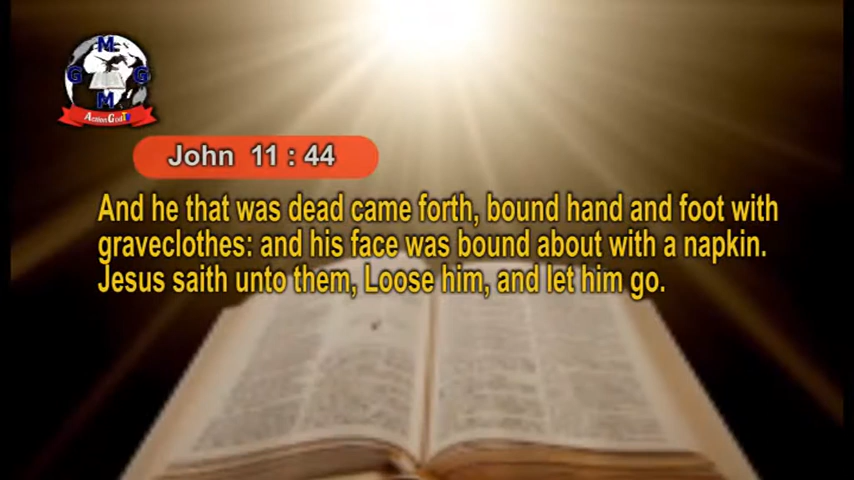 M
G G
M
John 11 : 44
And he that was dead came forth, bound hand and foot with
graveclothes: and his face was bound about with a napkin.
Jesus saith unto them, Loose him, and let him go.